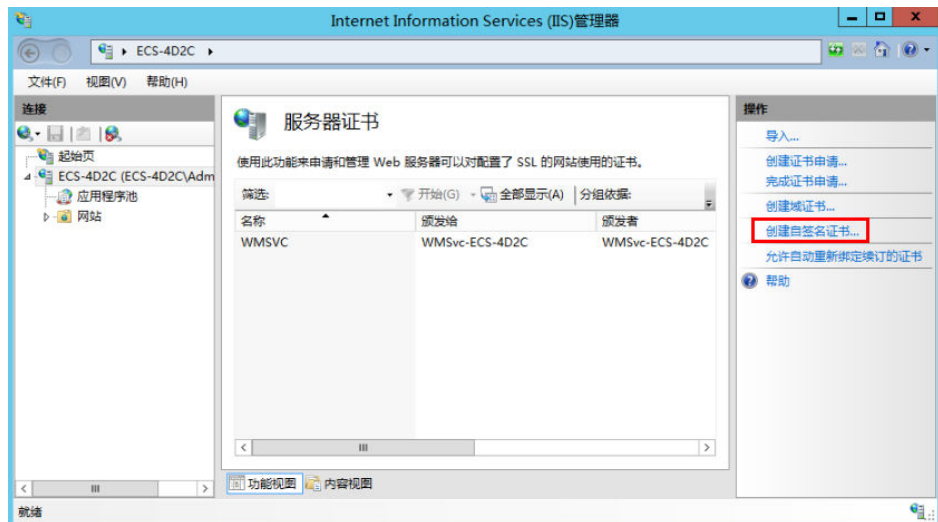 Internet Information Services (IIS)管理器
ECS-4D2C
文件(F) 视图(V) 帮助(H)
连接
起始页
ECS-4D2C (ECS-4D2C\Adm
应用程序池
网站
服务器证书
使用此功能来申请和管理 Web 服务器可以对配置了 SSL 的网站使用的证书。
筛选: 开始(G) 全部显示(A) 分组依据:
名称 颁发给 颁发者
WMSVC WMSvc-ECS-4D2C WMSvc-ECS-4D2C
功能视图 内容视图
操作
导入...
创建证书申请...
完成证书申请...
创建域证书...
创建自签名证书...
允许自动重新绑定续订的证书
帮助
就绪